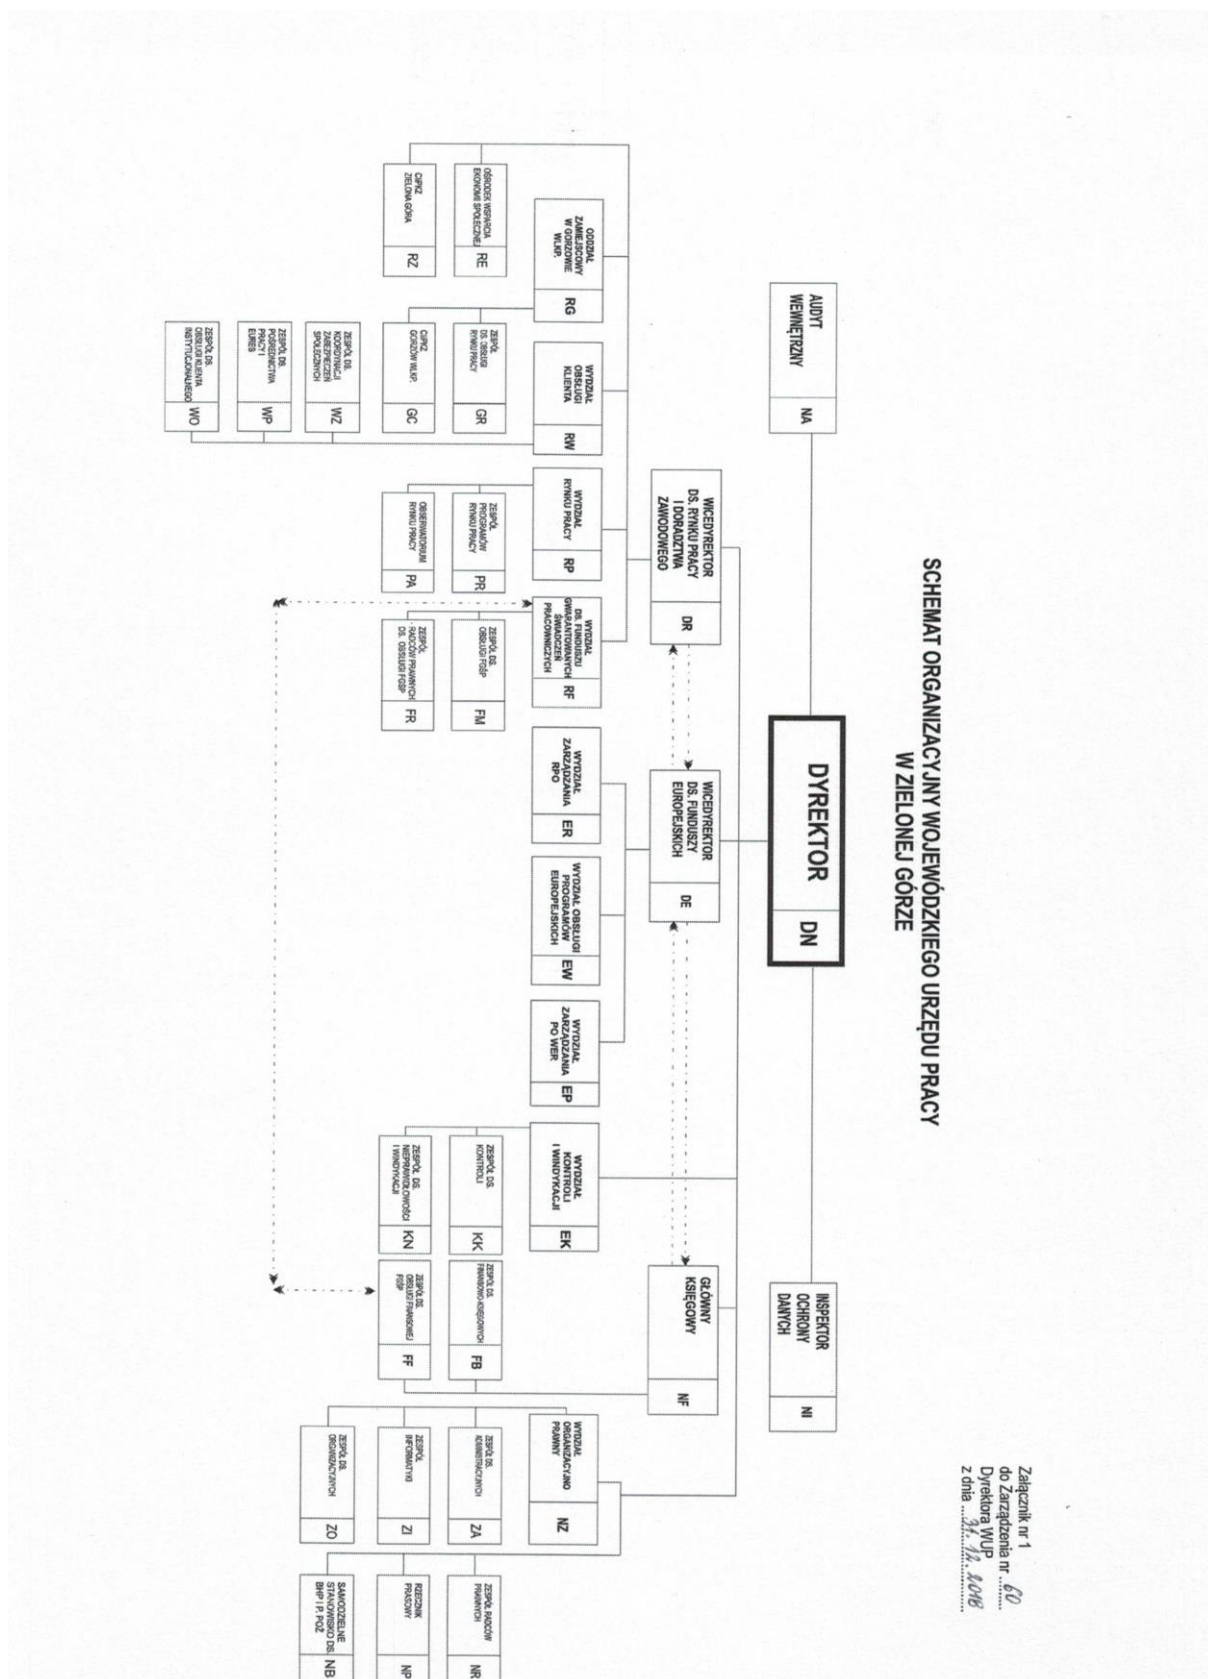 Załącznik nr 1
do Zarządzenia nr ..60.........
Dyrektora WUP
z dnia ....31.12.2018............
SCHEMAT ORGANIZACYJNY WOJEWÓDZKIEGO URZĘDU PRACY
W ZIELONEJ GÓRZE
AUDYT
WEWNĘTRZNY
NA
DYREKTOR
DN
INSPEKTOR
OCHRONY
DANYCH
NI
WICEDYREKTOR
DS. RYNKU PRACY
I DORADZTWA
ZAWODOWEGO
DR
WICEDYREKTOR
DS. FUNDUSZY
EUROPEJSKICH
DE
GŁÓWNY
KSIĘGOWY
NF
ODDZIAŁ
ZAMIEJSCOWY
W GORZOWIE
WLKP.
RG
WYDZIAŁ
OBSŁUGI
KLIENTA
RW
WYDZIAŁ
RYNKU PRACY
RP
WYDZIAŁ
DS. FUNDUSZU
GWARANTOWANYCH
ŚWIADCZEŃ
PRACOWNICZYCH
RF
WYDZIAŁ
ZARZĄDZANIA
RPO
ER
WYDZIAŁ OBSŁUGI
PROGRAMÓW
EUROPEJSKICH
EW
WYDZIAŁ
ZARZĄDZANIA
PO WER
EP
WYDZIAŁ
KONTROLI
I WINDYKACJI
EK
WYDZIAŁ
ORGANIZACYJNO
PRAWNY
NZ
OŚRODEK WSPARCIA
EKONOMII SPOŁECZNEJ
RE
ZESPÓŁ
DS. OBSŁUGI
RYNKU PRACY
GR
ZESPÓŁ
PROGRAMÓW
RYNKU PRACY
PR
ZESPÓŁ DS.
OBSŁUGI FGŚP
FM
ZESPÓŁ DS.
KONTROLI
KK
ZESPÓŁ DS.
FINANSOWO-KSIĘGOWYCH
FB
ZESPÓŁ DS.
ADMINISTRACYJNYCH
ZA
ZESPÓŁ RADCÓW
PRAWNYCH
NR
CIiPKZ
ZIELONA GÓRA
RZ
CIiPKZ
GORZÓW WLKP.
GC
OBSERWATORIUM
RYNKU PRACY
PA
ZESPÓŁ
RADCÓW PRAWNYCH
DS. OBSŁUGI FGŚP
FR
ZESPÓŁ DS.
NIEPRAWIDŁOWOŚCI
I WINDYKACJI
KN
ZESPÓŁ DS.
OBSŁUGI FINANSOWEJ
FGŚP
FF
ZESPÓŁ
INFORMATYKI
ZI
RZECZNIK
PRASOWY
NP
ZESPÓŁ DS.
KOORDYNACJI
ZABEZPIECZEŃ
SPOŁECZNYCH
WZ
ZESPÓŁ DS.
ORGANIZACYJNYCH
ZO
SAMODZIELNE
STANOWISKO DS.
BHP I P. POŻ
NB
ZESPÓŁ DS.
POŚREDNICTWA
PRACY I
EURES
WP
ZESPÓŁ DS.
OBSŁUGI KLIENTA
INSTYTUCJONALNEGO
WO